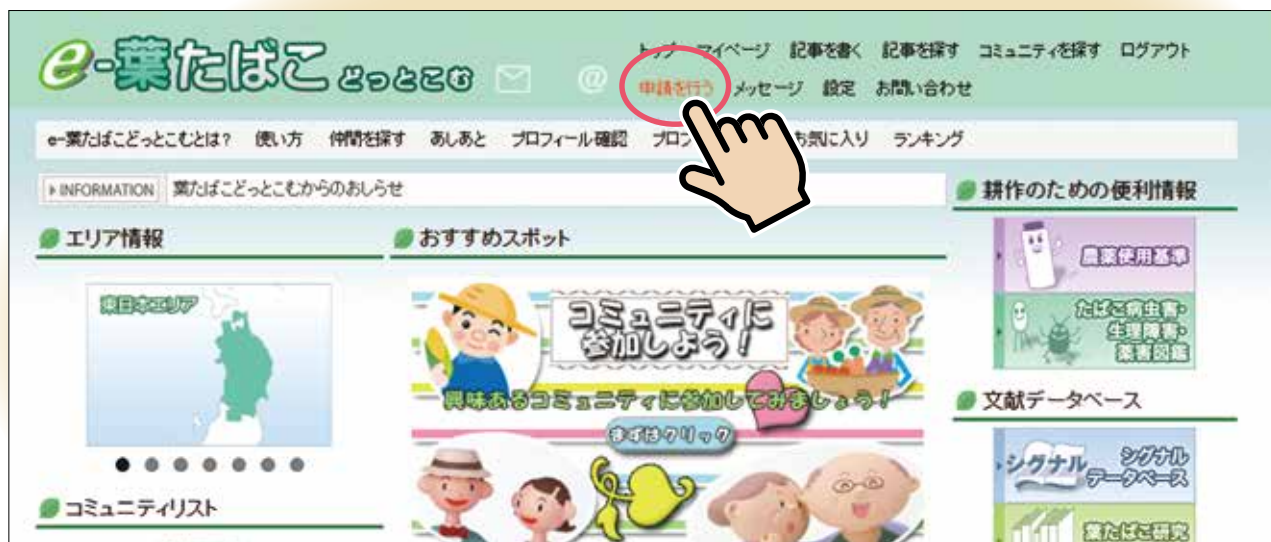 e-葉たばこ どっとこむ
トップ マイページ 記事を書く 記事を探す コミュニティを探す ログアウト
申請を行う メッセージ 設定 お問い合わせ
e-葉たばこどっとこむとは? 使い方 仲間を探す あしあと プロフィール確認 プロフ お気に入り ランキング
INFORMATION 葉たばこどっとこむからのおしらせ
エリア情報
東日本エリア
コミュニティリスト
おすすめスポット
コミュニティに
参加しよう!
興味あるコミュニティに参加してみましょう!
まずはクリック
耕作のための便利情報
農薬使用基準
たばこ病虫害・
生理障害・
薬害図鑑
文献データベース
シグナル
シグナル
データベース
葉たばこ研究